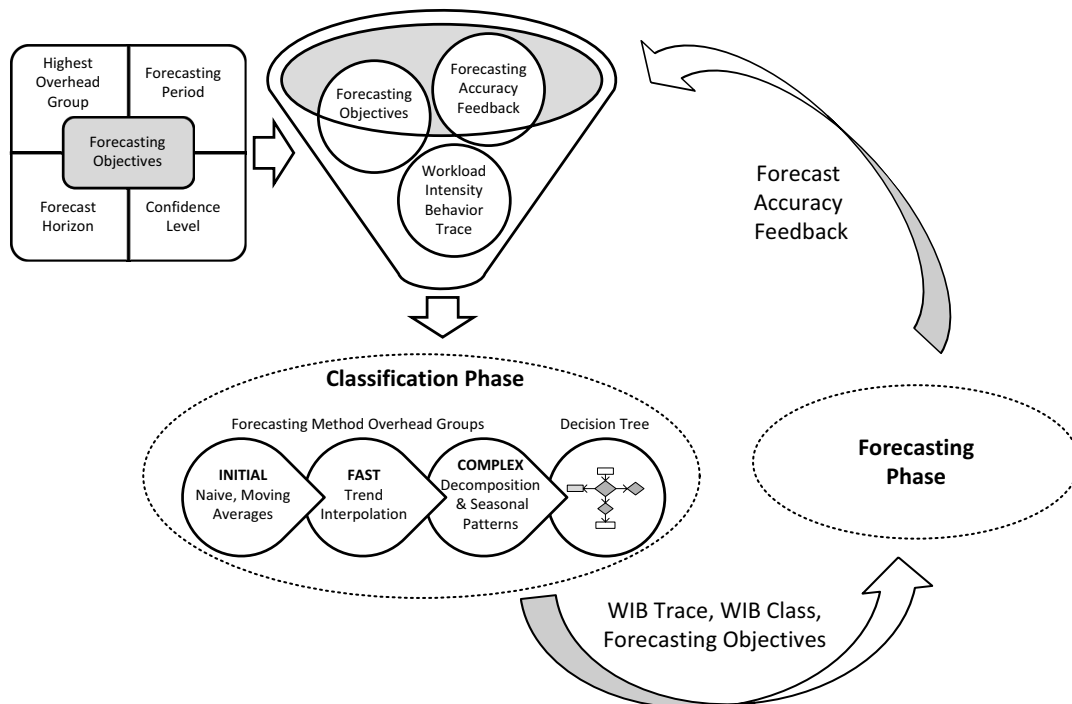 Highest
Overhead
Group
Forecasting
Period
Forecasting
Objectives
Forecast
Horizon
Confidence
Level
Forecasting
Objectives
Forecasting
Accuracy
Feedback
Workload
Intensity
Behavior
Trace
Forecast
Accuracy
Feedback
Classification Phase
Forecasting Method Overhead Groups
Decision Tree
INITIAL
Naive, Moving
Averages
FAST
Trend
Interpolation
COMPLEX
Decomposition
& Seasonal
Patterns
Forecasting
Phase
WIB Trace, WIB Class,
Forecasting Objectives